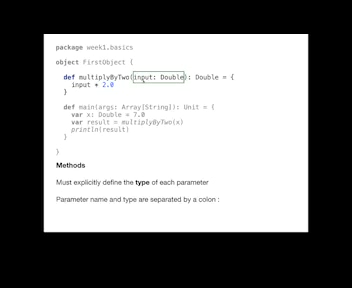 package week1.basics
object FirstObject {
def multiplyByTwo(input: Double): Double = {
input * 2.0
}
def main(args: Array[String]): Unit = {
var x: Double = 7.0
var result = multiplyByTwo(x)
println(result)
}
}
Methods
Must explicitly define the type of each parameter
Parameter name and type are separated by a colon :